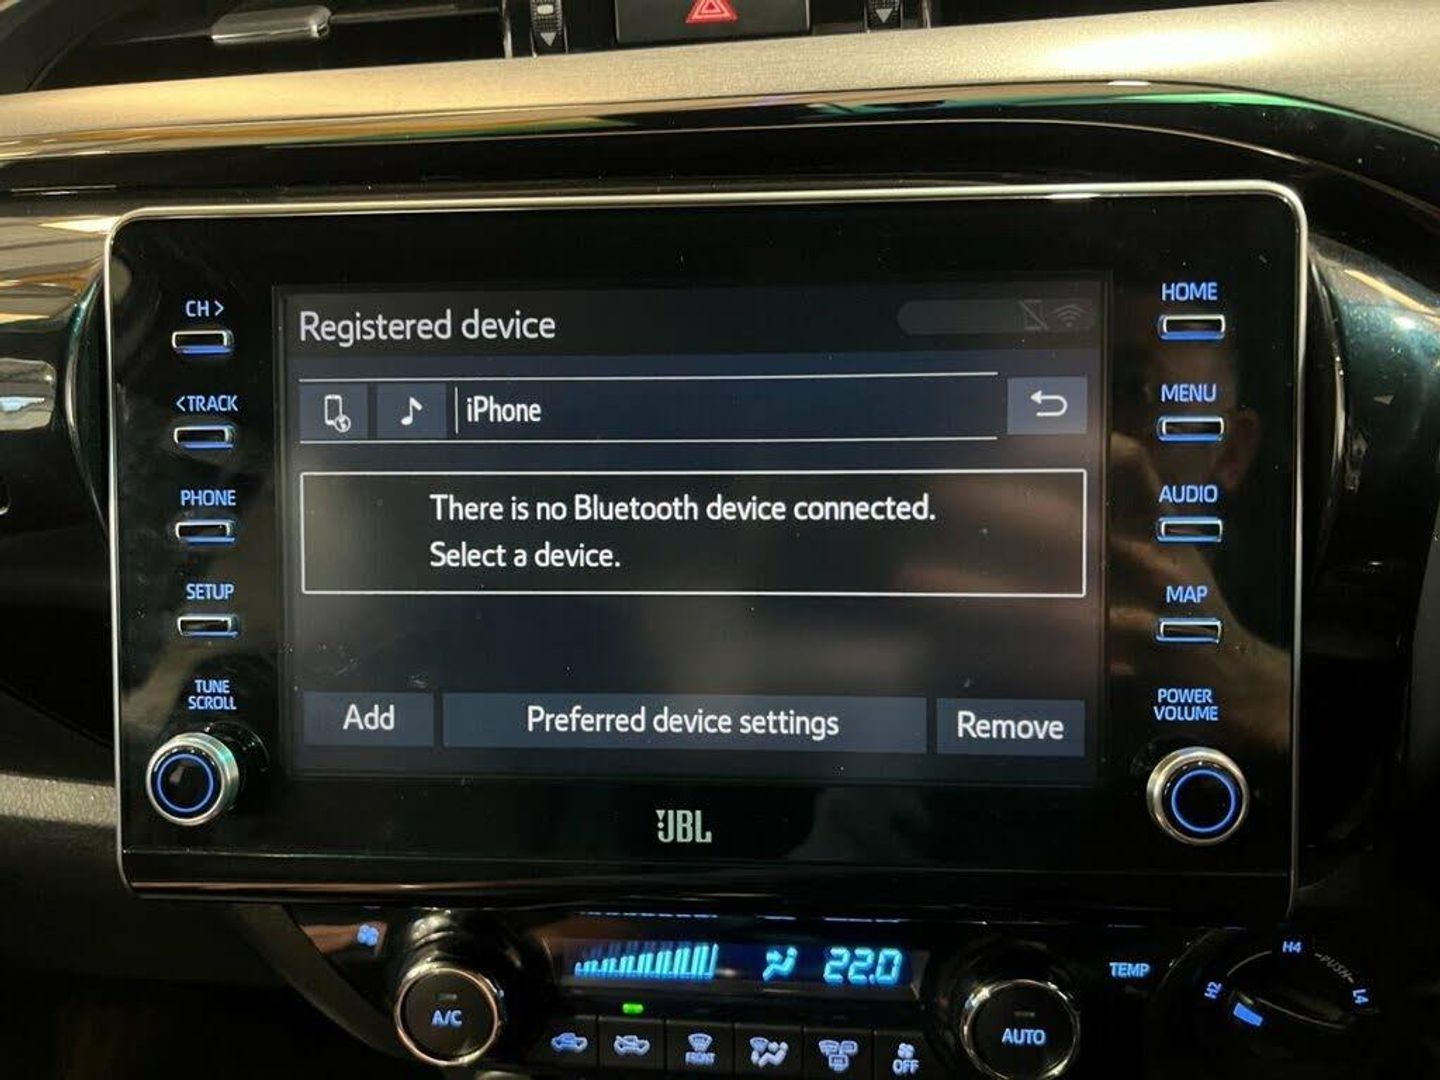 CH >
<TRACK
PHONE
SETUP
TUNE
SCROLL
Registered device
iPhone
There is no Bluetooth device connected.
Select a device.
Add
Preferred device settings
Remove
JBL
HOME
MENU
AUDIO
MAP
POWER
VOLUME
22.0
TEMP
A/C
FRONT
OFF
AUTO
H2
H4
-PUSH-
L4